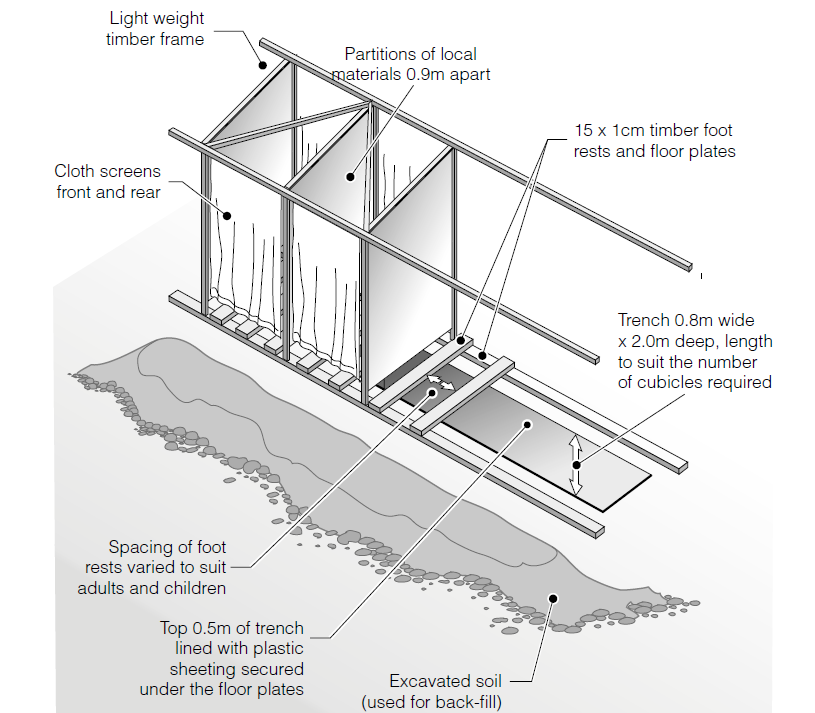 Light weight
timber frame
Partitions of local
materials 0.9m apart
15 x 1cm timber foot
rests and floor plates
Cloth screens
front and rear
Trench 0.8m wide
x 2.0m deep, length
to suit the number
of cubicles required
Spacing of foot
rests varied to suit
adults and children
Top 0.5m of trench
lined with plastic
sheeting secured
under the floor plates
Excavated soil
(used for back-fill)